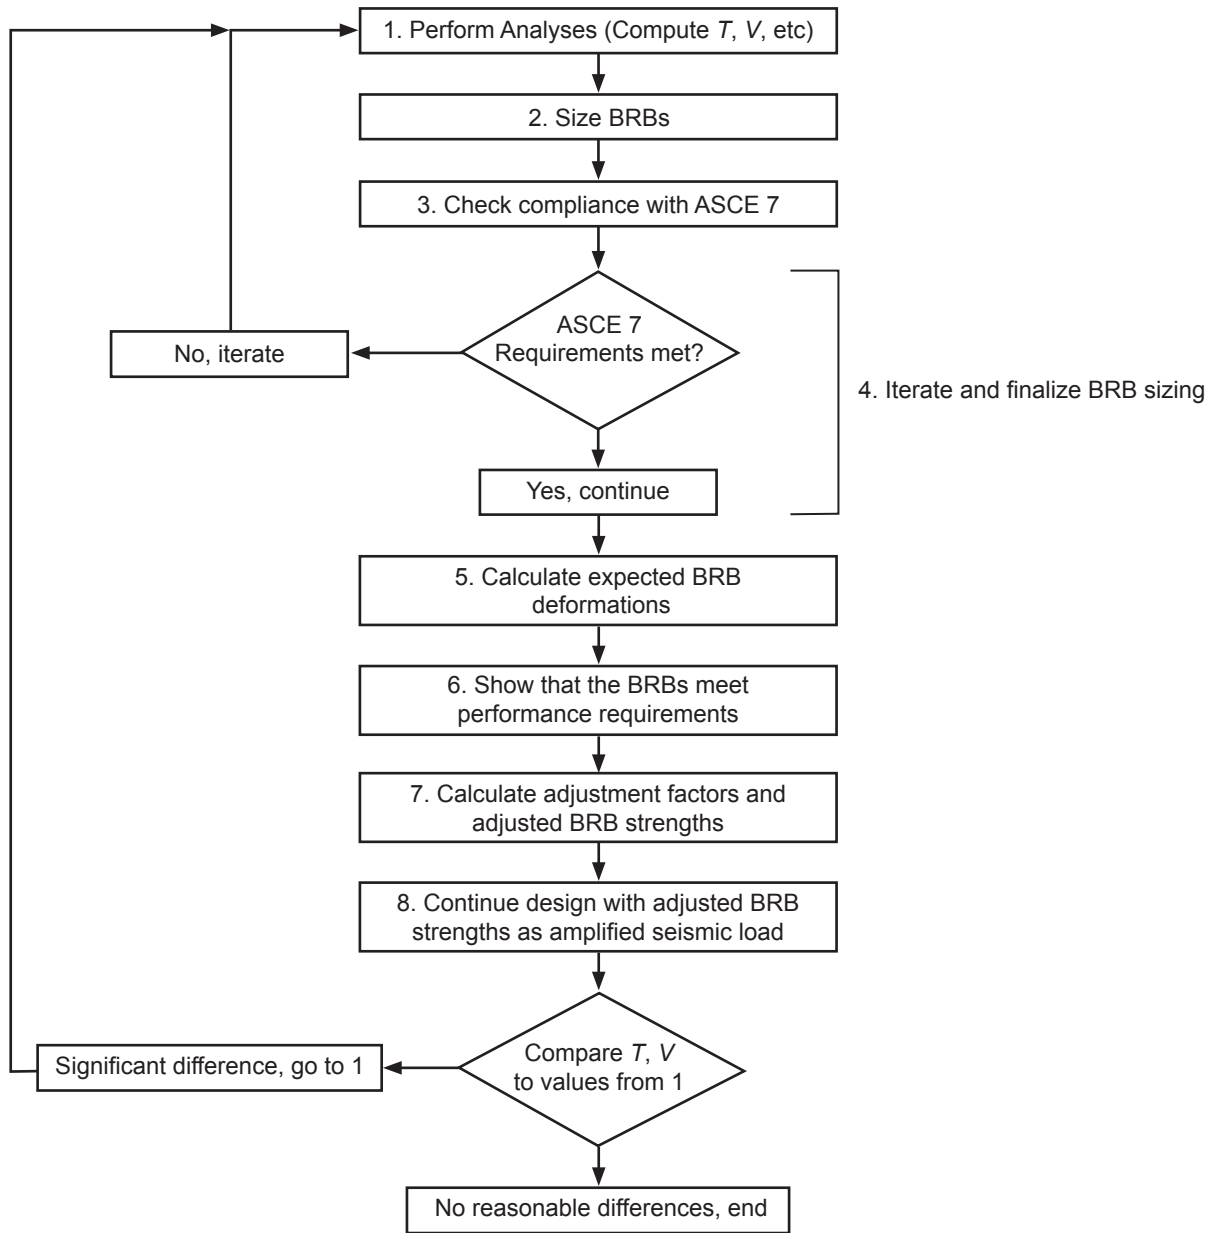 1. Perform Analyses (Compute T, V, etc)
2. Size BRBs
3. Check compliance with ASCE 7
ASCE 7
Requirements met?
No, iterate
4. Iterate and finalize BRB sizing
Yes, continue
5. Calculate expected BRB
deformations
6. Show that the BRBs meet
performance requirements
7. Calculate adjustment factors and
adjusted BRB strengths
8. Continue design with adjusted BRB
strengths as amplified seismic load
Compare T, V
to values from 1
Significant difference, go to 1
No reasonable differences, end